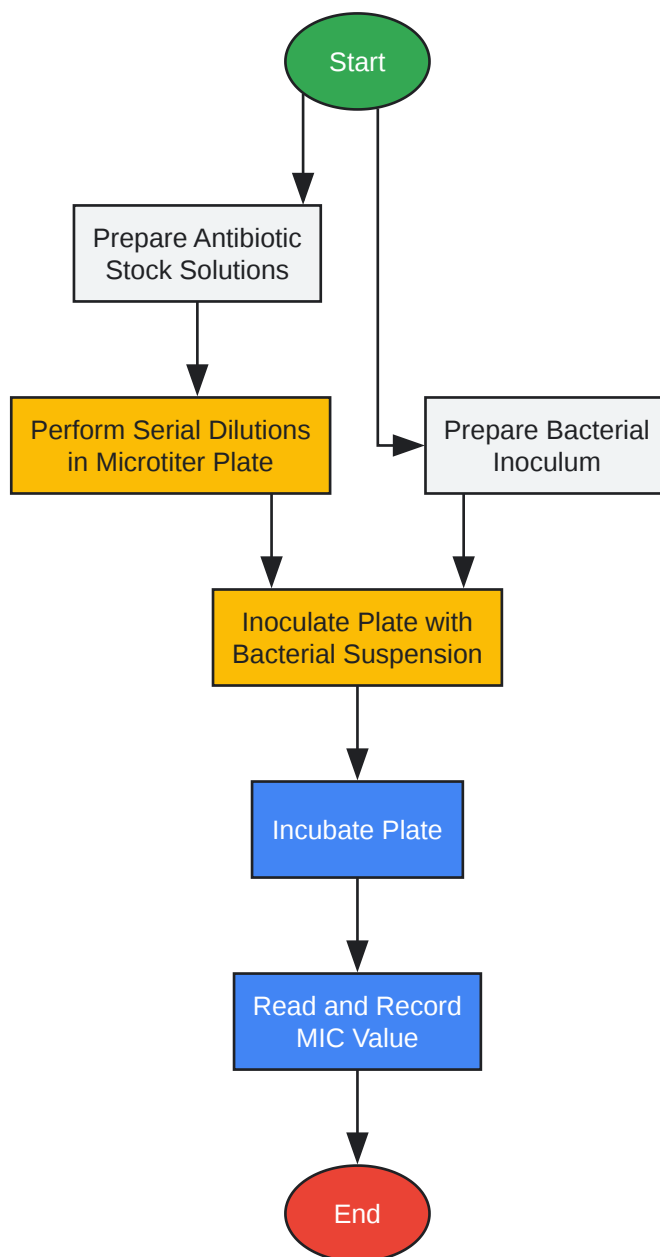 Start
Prepare Antibiotic
Stock Solutions
Perform Serial Dilutions
in Microtiter Plate
Prepare Bacterial
Inoculum
Inoculate Plate with
Bacterial Suspension
Incubate Plate
Read and Record
MIC Value
End